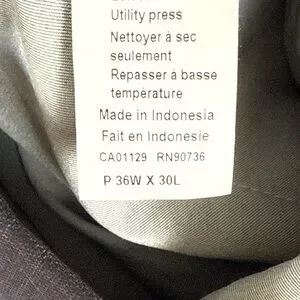 Utility press
Nettoyer à sec
seulement
Repasser à basse
température
Made in Indonesia
Fait en Indonesie
CA01129 RN90736
P 36W X 30L